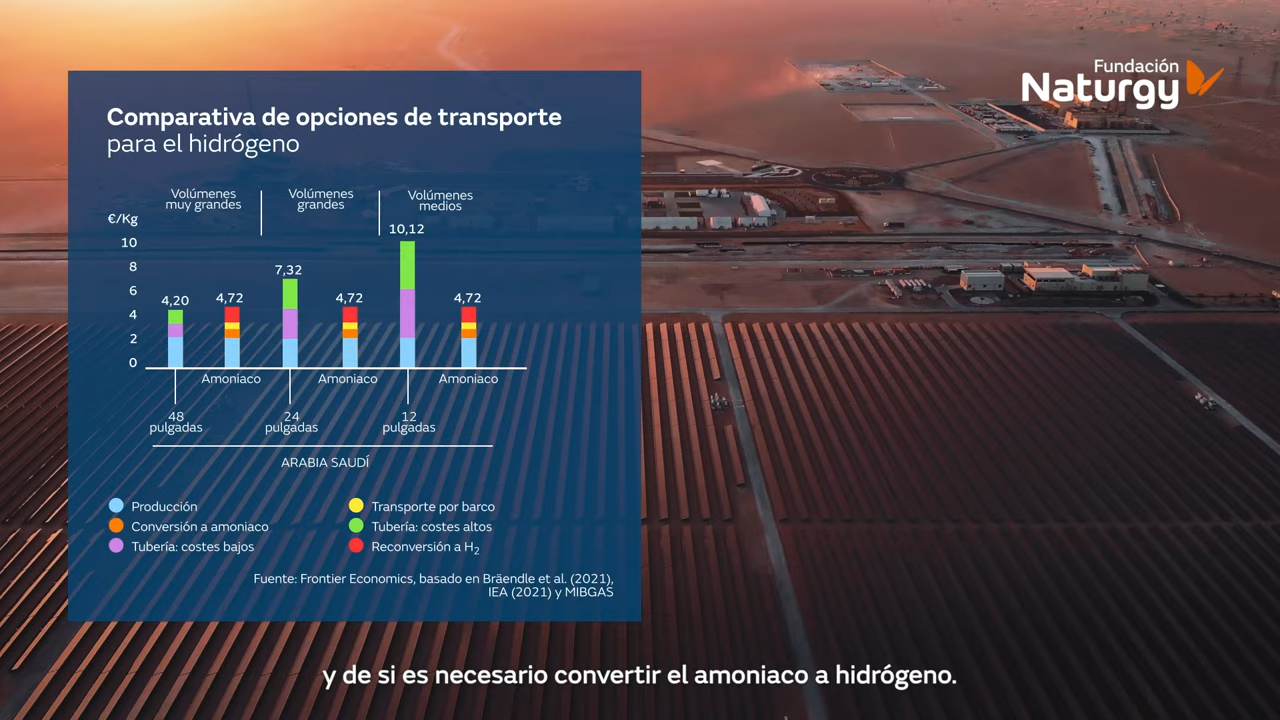 Fundación
Naturgy
Comparativa de opciones de transporte
para el hidrógeno
Volúmenes
muy grandes
Volúmenes
grandes
Volúmenes
medios
€/Kg
10
8
6
4
2
0
4,20
4,72
7,32
4,72
10,12
4,72
Amoniaco
Amoniaco
Amoniaco
48
pulgadas
24
pulgadas
12
pulgadas
ARABIA SAUDÍ
Producción
Conversión a amoniaco
Tubería: costes bajos
Transporte por barco
Tubería: costes altos
Reconversión a H₂
Fuente: Frontier Economics, basado en Bräendle et al. (2021),
IEA (2021) y MIBGAS
y de si es necesario convertir el amoniaco a hidrógeno.